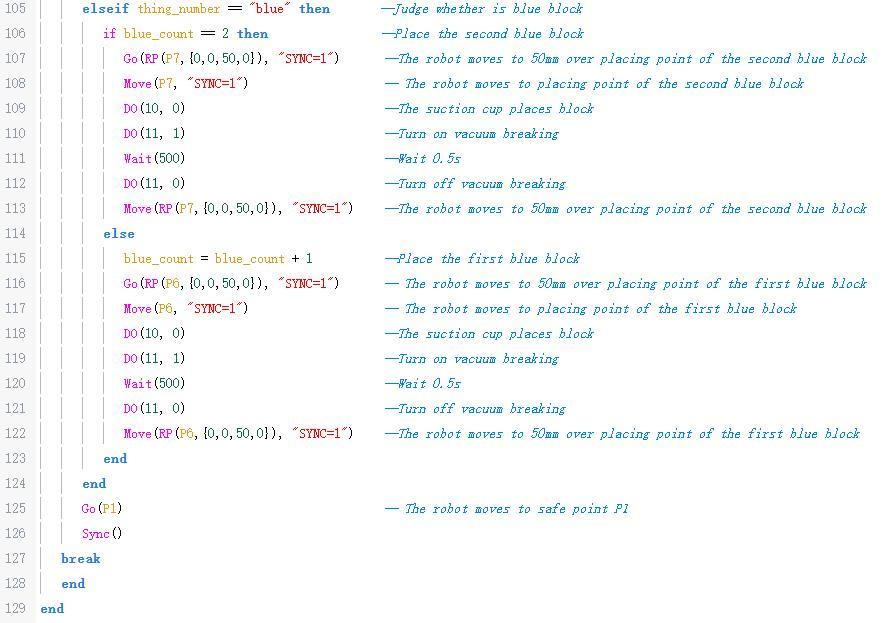 105 elseif thing_number == "blue" then --Judge whether is blue block
106 if blue_count == 2 then --Place the second blue block
107 Go(RP(P7,{0,0,50,0}), "SYNC=1") --The robot moves to 50mm over placing point of the second blue block
108 Move(P7, "SYNC=1") -- The robot moves to placing point of the second blue block
109 DO(10, 0) --The suction cup places block
110 DO(11, 1) --Turn on vacuum breaking
111 Wait(500) --Wait 0.5s
112 DO(11, 0) --Turn off vacuum breaking
113 Move(RP(P7,{0,0,50,0}), "SYNC=1") --The robot moves to 50mm over placing point of the second blue block
114 else
115 blue_count = blue_count + 1 --Place the first blue block
116 Go(RP(P6,{0,0,50,0}), "SYNC=1") -- The robot moves to 50mm over placing point of the first blue block
117 Move(P6, "SYNC=1") -- The robot moves to placing point of the first blue block
118 DO(10, 0) --The suction cup places block
119 DO(11, 1) --Turn on vacuum breaking
120 Wait(500) --Wait 0.5s
121 DO(11, 0) --Turn off vacuum breaking
122 Move(RP(P6,{0,0,50,0}), "SYNC=1") --The robot moves to 50mm over placing point of the first blue block
123 end
124 end
125 Go(P1) -- The robot moves to safe point P1
126 Sync()
127 break
128 end
129 end